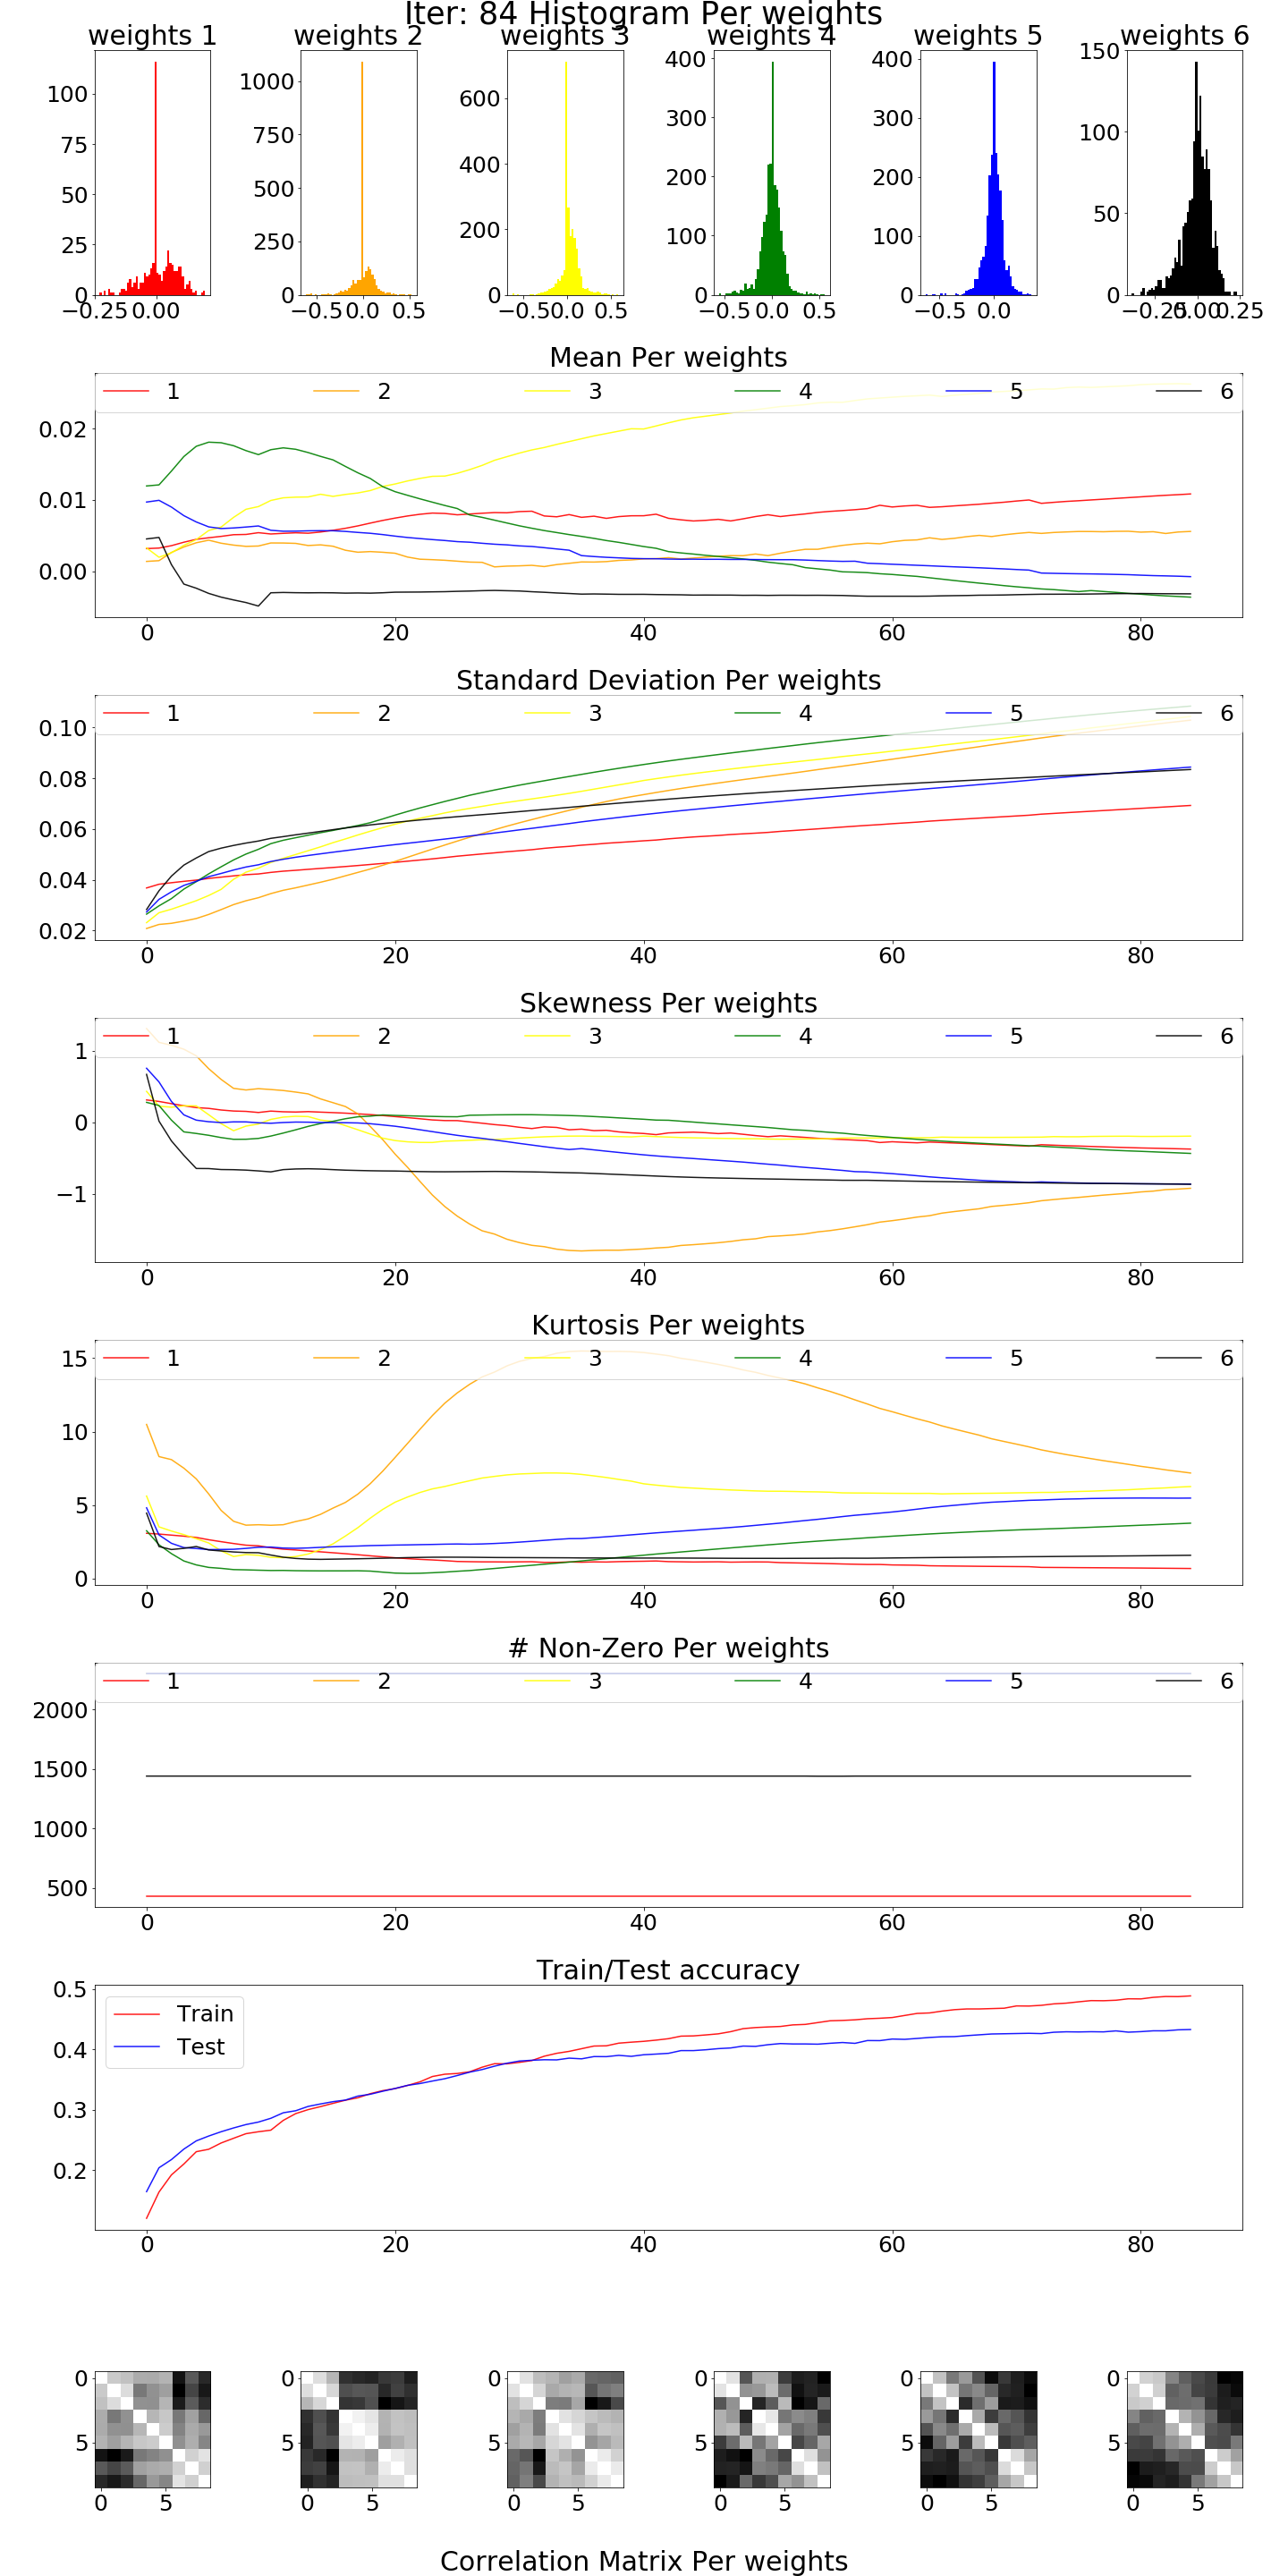 Iter: 84 Histogram Per weights
weights 1 weights 2 weights 3 weights 4 weights 5 weights 6
100
75
50
25
0
−0.25 0.00
1000
750
500
250
0
−0.5 0.0 0.5
600
400
200
0
−0.5 0.0 0.5
400
300
200
100
0
−0.5 0.0 0.5
400
300
200
100
0
−0.5 0.0
150
100
50
0
−0.25 0.00 0.25
Mean Per weights
1 2 3 4 5 6
0.02
0.01
0.00
0 20 40 60 80
Standard Deviation Per weights
1 2 3 4 5 6
0.10
0.08
0.06
0.04
0.02
0 20 40 60 80
Skewness Per weights
1 2 3 4 5 6
1
0
−1
0 20 40 60 80
Kurtosis Per weights
1 2 3 4 5 6
15
10
5
0
0 20 40 60 80
# Non-Zero Per weights
1 2 3 4 5 6
2000
1500
1000
500
0 20 40 60 80
Train/Test accuracy
Train
Test
0.5
0.4
0.3
0.2
0 20 40 60 80
0 0 0 0 0 0
5 5 5 5 5 5
0 5 0 5 0 5 0 5 0 5 0 5
Correlation Matrix Per weights